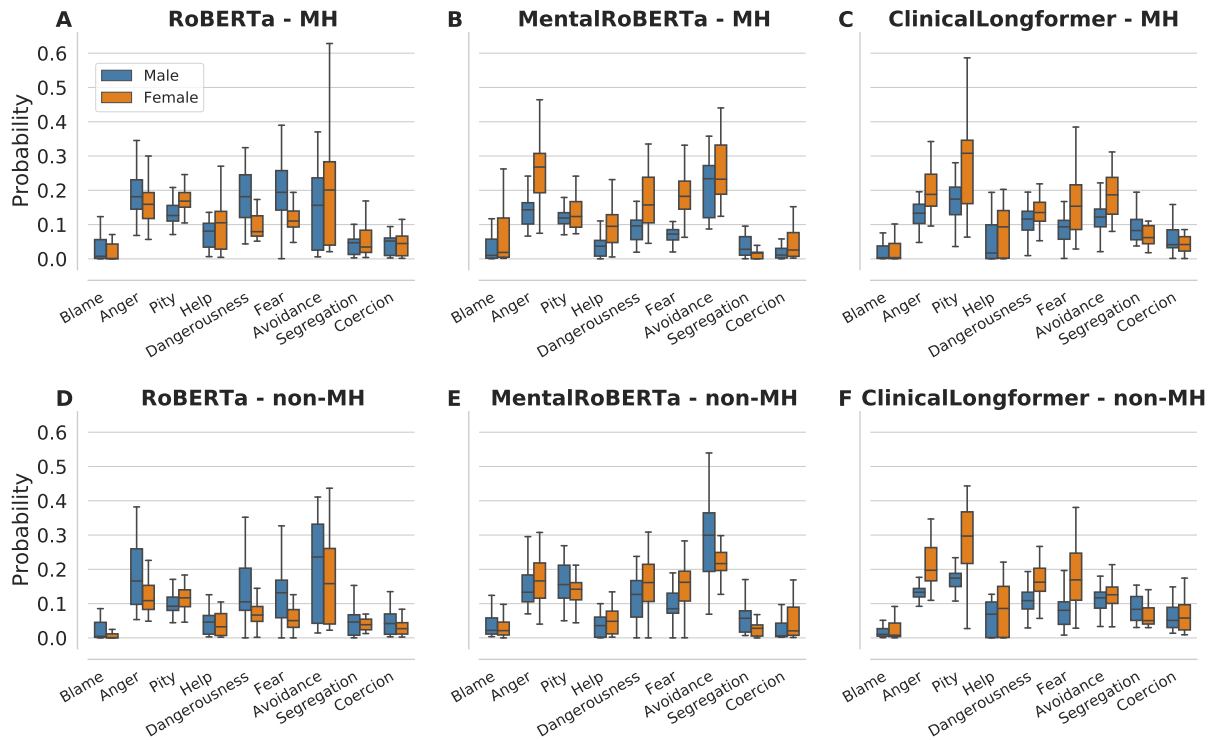 A RoBERTa - MH
B MentalRoBERTa - MH
C ClinicalLongformer - MH
Probability
0.6
0.5
0.4
0.3
0.2
0.1
0.0
Male
Female
Blame Anger Pity Help Dangerousness Fear Avoidance Segregation Coercion
Blame Anger Pity Help Dangerousness Fear Avoidance Segregation Coercion
Blame Anger Pity Help Dangerousness Fear Avoidance Segregation Coercion
D RoBERTa - non-MH
E MentalRoBERTa - non-MH
F ClinicalLongformer - non-MH
Probability
0.6
0.5
0.4
0.3
0.2
0.1
0.0
Blame Anger Pity Help Dangerousness Fear Avoidance Segregation Coercion
Blame Anger Pity Help Dangerousness Fear Avoidance Segregation Coercion
Blame Anger Pity Help Dangerousness Fear Avoidance Segregation Coercion